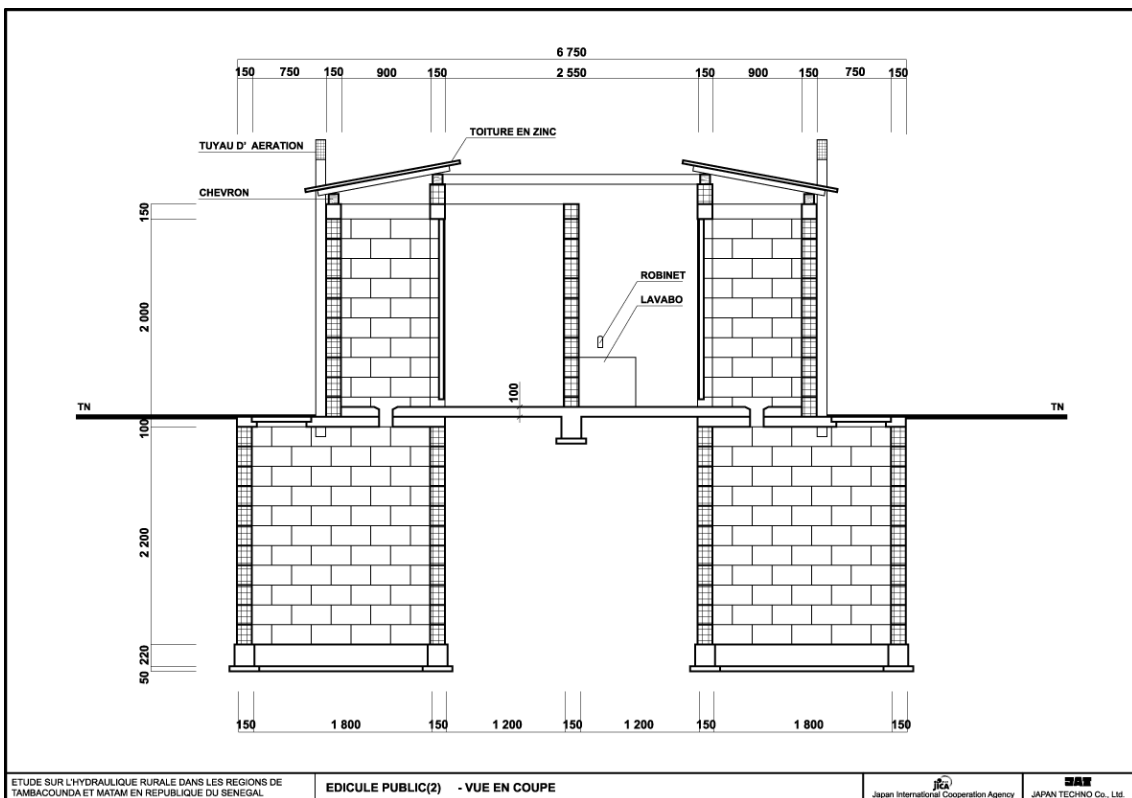 6 750
150 750 150 900 150 2 550 150 900 150 750 150
TUYAU D' AERATION
TOITURE EN ZINC
CHEVRON
150
ROBINET
LAVABO
2 000
100
TN
TN
100
2 200
220
50
150 1 800 150 1 200 150 1 200 150 1 800 150
ETUDE SUR L'HYDRAULIQUE RURALE DANS LES REGIONS DE
TAMBACOUNDA ET MATAM EN REPUBLIQUE DU SENEGAL
EDICULE PUBLIC(2) - VUE EN COUPE
JICA
Japan International Cooperation Agency
JAT
JAPAN TECHNO Co., Ltd.